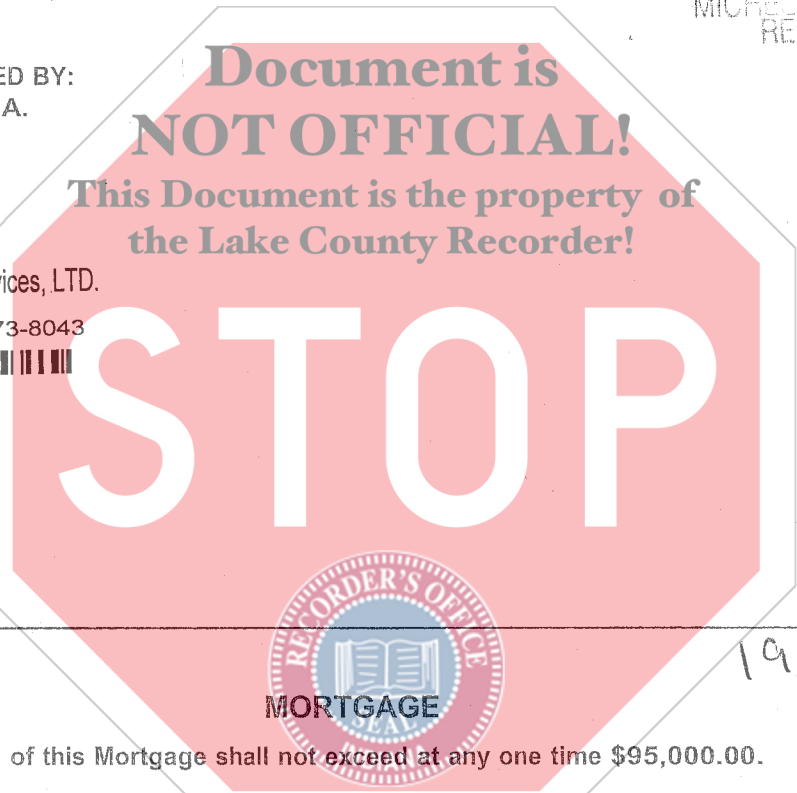 ED BY:
A.
Document is
NOT OFFICIAL!
This Document is the property of
the Lake County Recorder!
ices, LTD.
73-8043
STOP
RECORDER'S OFFICE
SEAL
INDIANA
19
MORTGAGE
of this Mortgage shall not exceed at any one time $95,000.00.